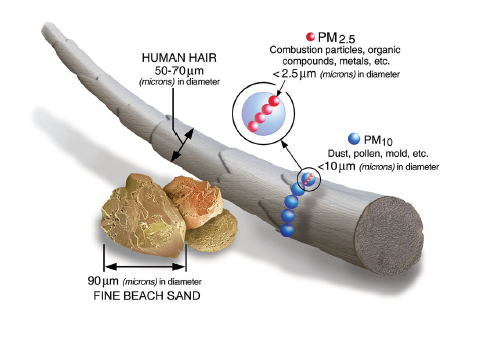 HUMAN HAIR
50-70μm
(microns) in diameter
PM2.5
Combustion particles, organic
compounds, metals, etc.
<2.5μm (microns) in diameter
PM10
Dust, pollen, mold, etc.
<10μm (microns) in diameter
90μm (microns) in diameter
FINE BEACH SAND